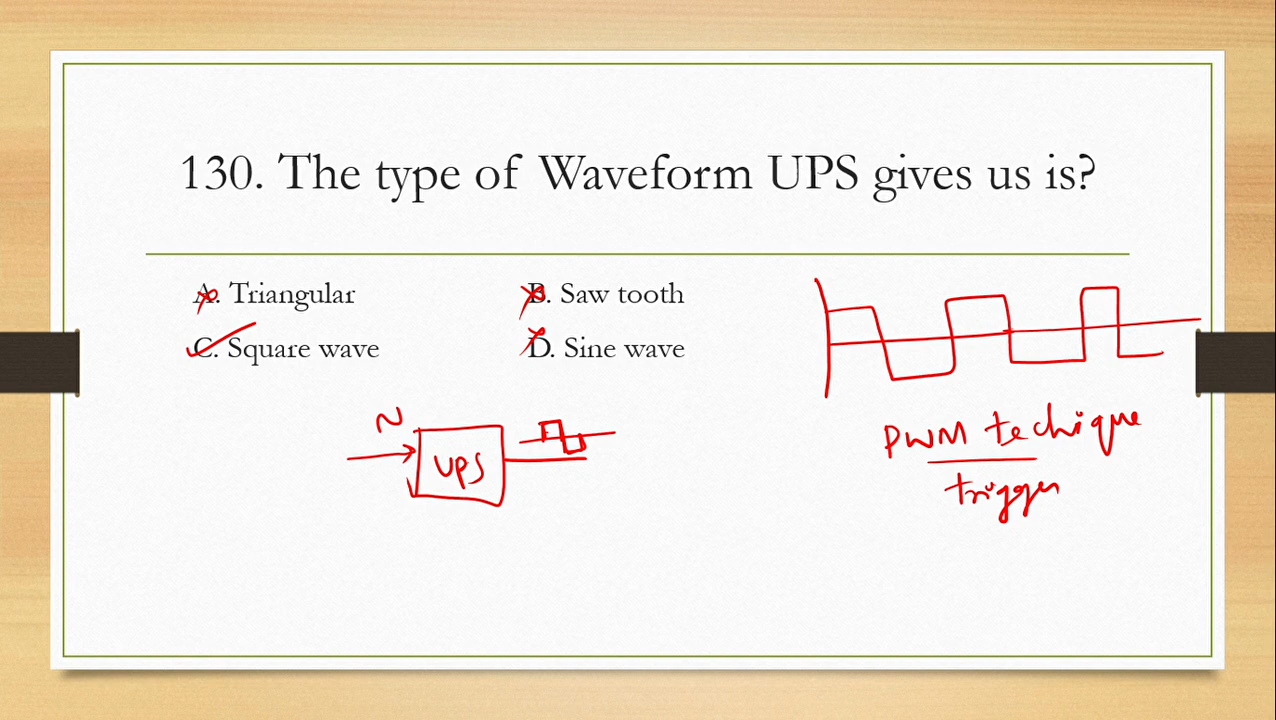 130. The type of Waveform UPS gives us is?
A. Triangular B. Saw tooth
C. Square wave D. Sine wave
UPS
PWM techique
trigger